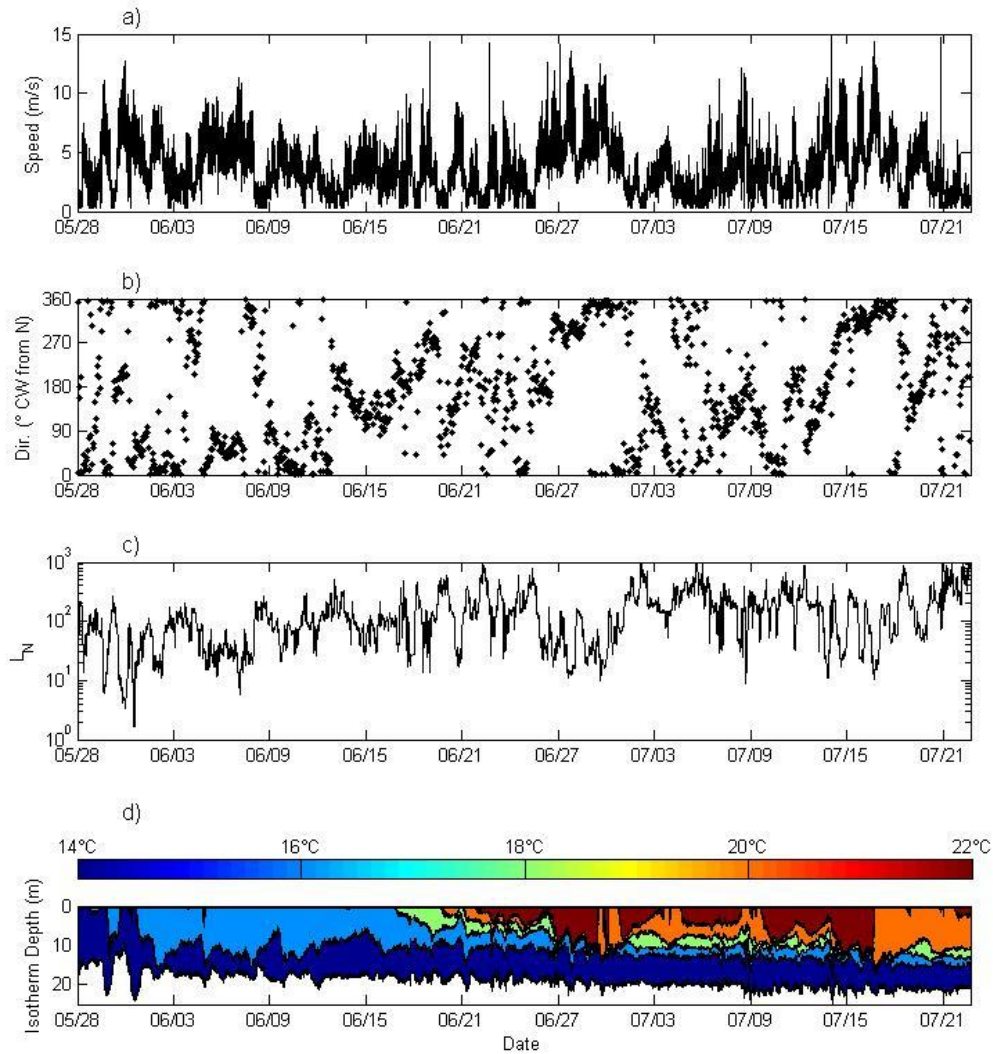 a)
15
10
5
0
Speed (m/s)
05/28 06/03 06/09 06/15 06/21 06/27 07/03 07/09 07/15 07/21
b)
360
270
180
90
0
Dir. (° CW from N)
05/28 06/03 06/09 06/15 06/21 06/27 07/03 07/09 07/15 07/21
c)
10³
10²
10¹
10⁰
L_N
05/28 06/03 06/09 06/15 06/21 06/27 07/03 07/09 07/15 07/21
d)
14°C 16°C 18°C 20°C 22°C
0
10
20
Isotherm Depth (m)
05/28 06/03 06/09 06/15 06/21 06/27 07/03 07/09 07/15 07/21
Date